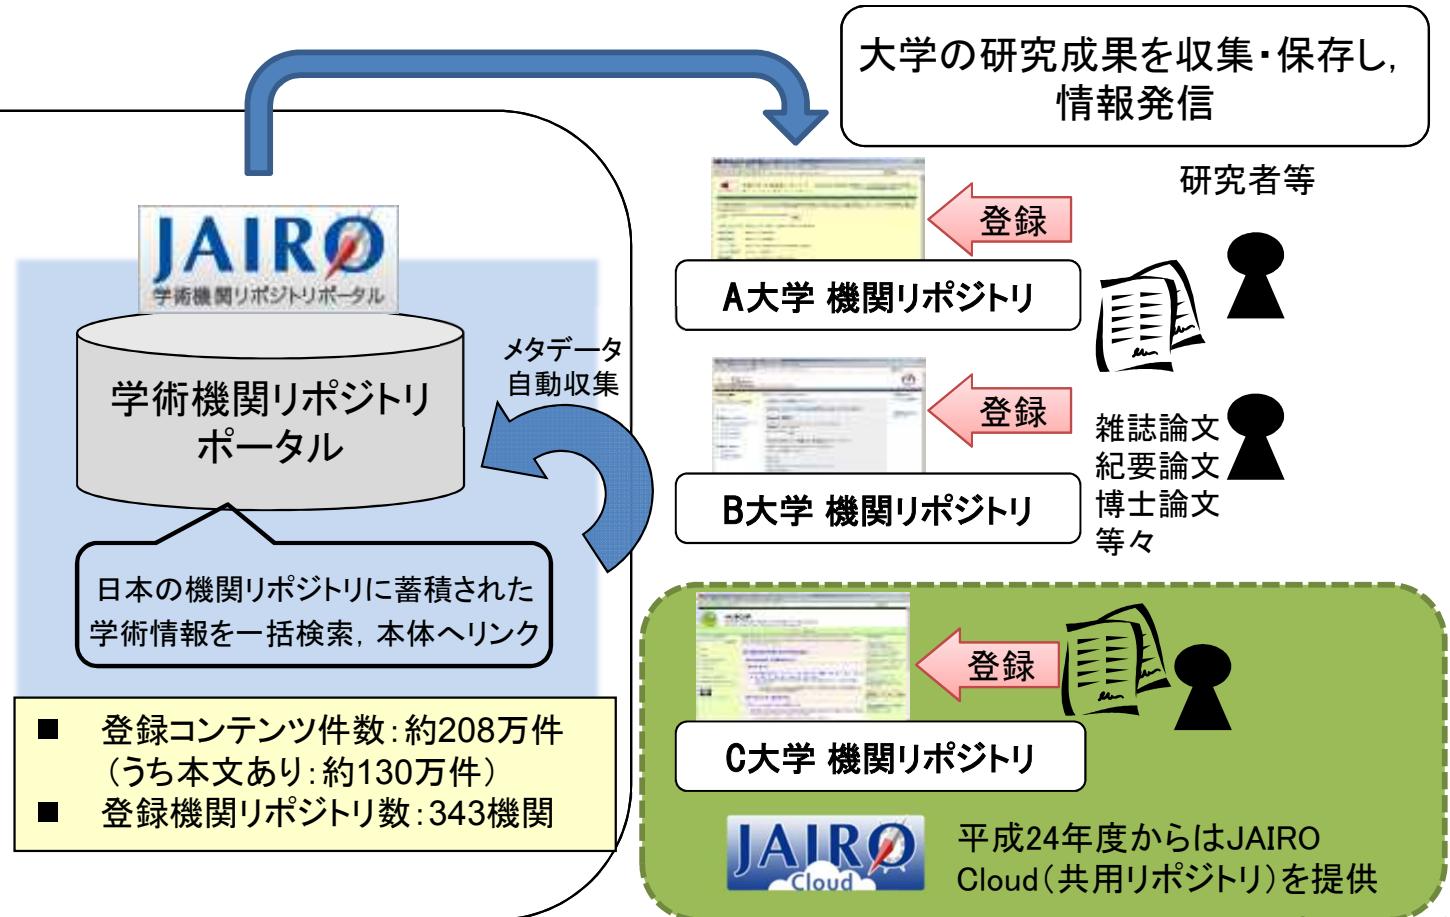 大学の研究成果を収集・保存し，
情報発信
研究者等
JAIRO
学術機関リポジトリポータル
登録
A大学 機関リポジトリ
メタデータ
自動収集
学術機関リポジトリ
ポータル
登録
雑誌論文
紀要論文
博士論文
等々
B大学 機関リポジトリ
日本の機関リポジトリに蓄積された
学術情報を一括検索，本体へリンク
登録
■ 登録コンテンツ件数：約208万件
（うち本文あり：約130万件）
■ 登録機関リポジトリ数：343機関
C大学 機関リポジトリ
JAIRO
Cloud
平成24年度からはJAIRO
Cloud（共用リポジトリ）を提供